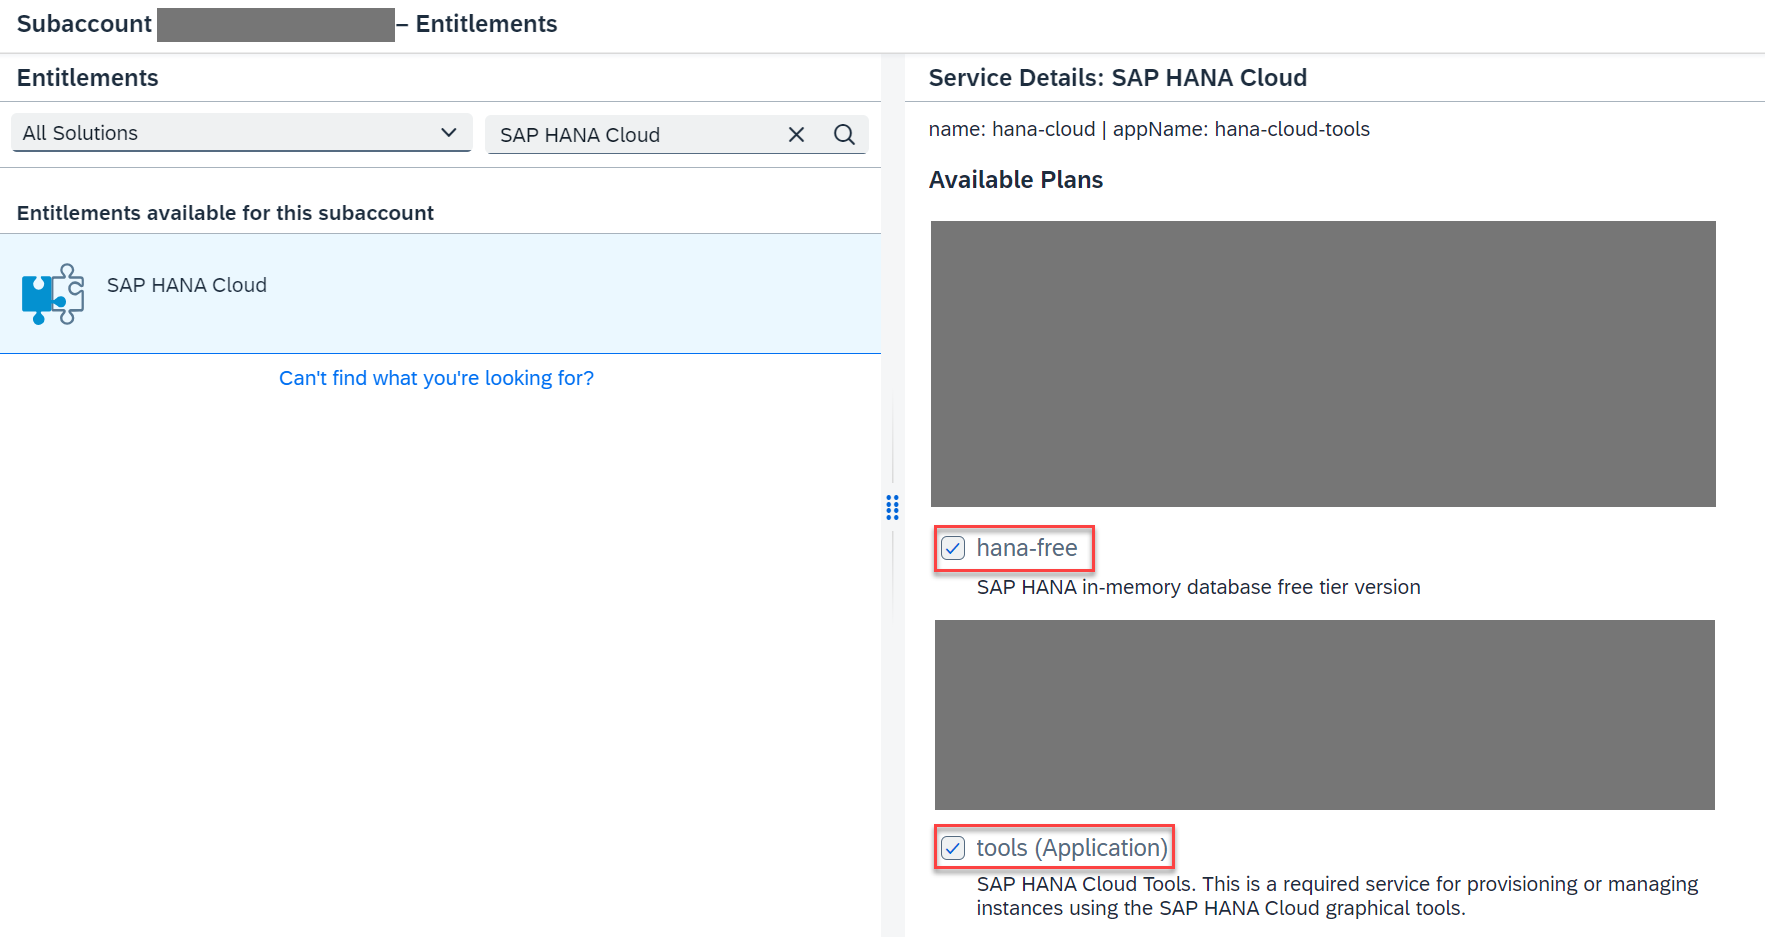 Subaccount – Entitlements
Entitlements
All Solutions
SAP HANA Cloud
Entitlements available for this subaccount
SAP HANA Cloud
Can't find what you're looking for?
Service Details: SAP HANA Cloud
name: hana-cloud | appName: hana-cloud-tools
Available Plans
hana-free
SAP HANA in-memory database free tier version
tools (Application)
SAP HANA Cloud Tools. This is a required service for provisioning or managing
instances using the SAP HANA Cloud graphical tools.